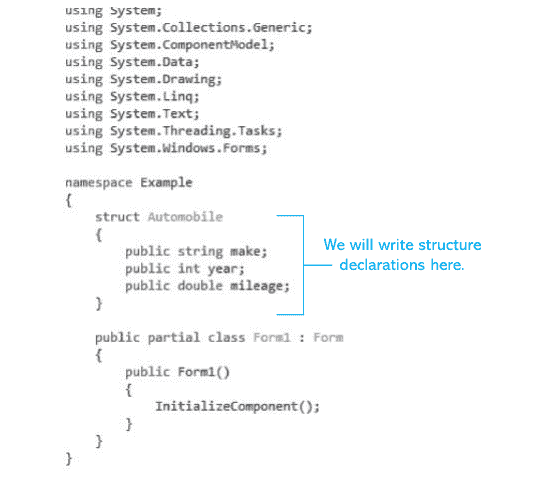 using System;
using System.Collections.Generic;
using System.ComponentModel;
using System.Data;
using System.Drawing;
using System.Linq;
using System.Text;
using System.Threading.Tasks;
using System.Windows.Forms;
namespace Example
{
struct Automobile
{
public string make;
public int year;
public double mileage;
}
We will write structure
declarations here.
public partial class Form1 : Form
{
public Form1()
{
InitializeComponent();
}
}
}